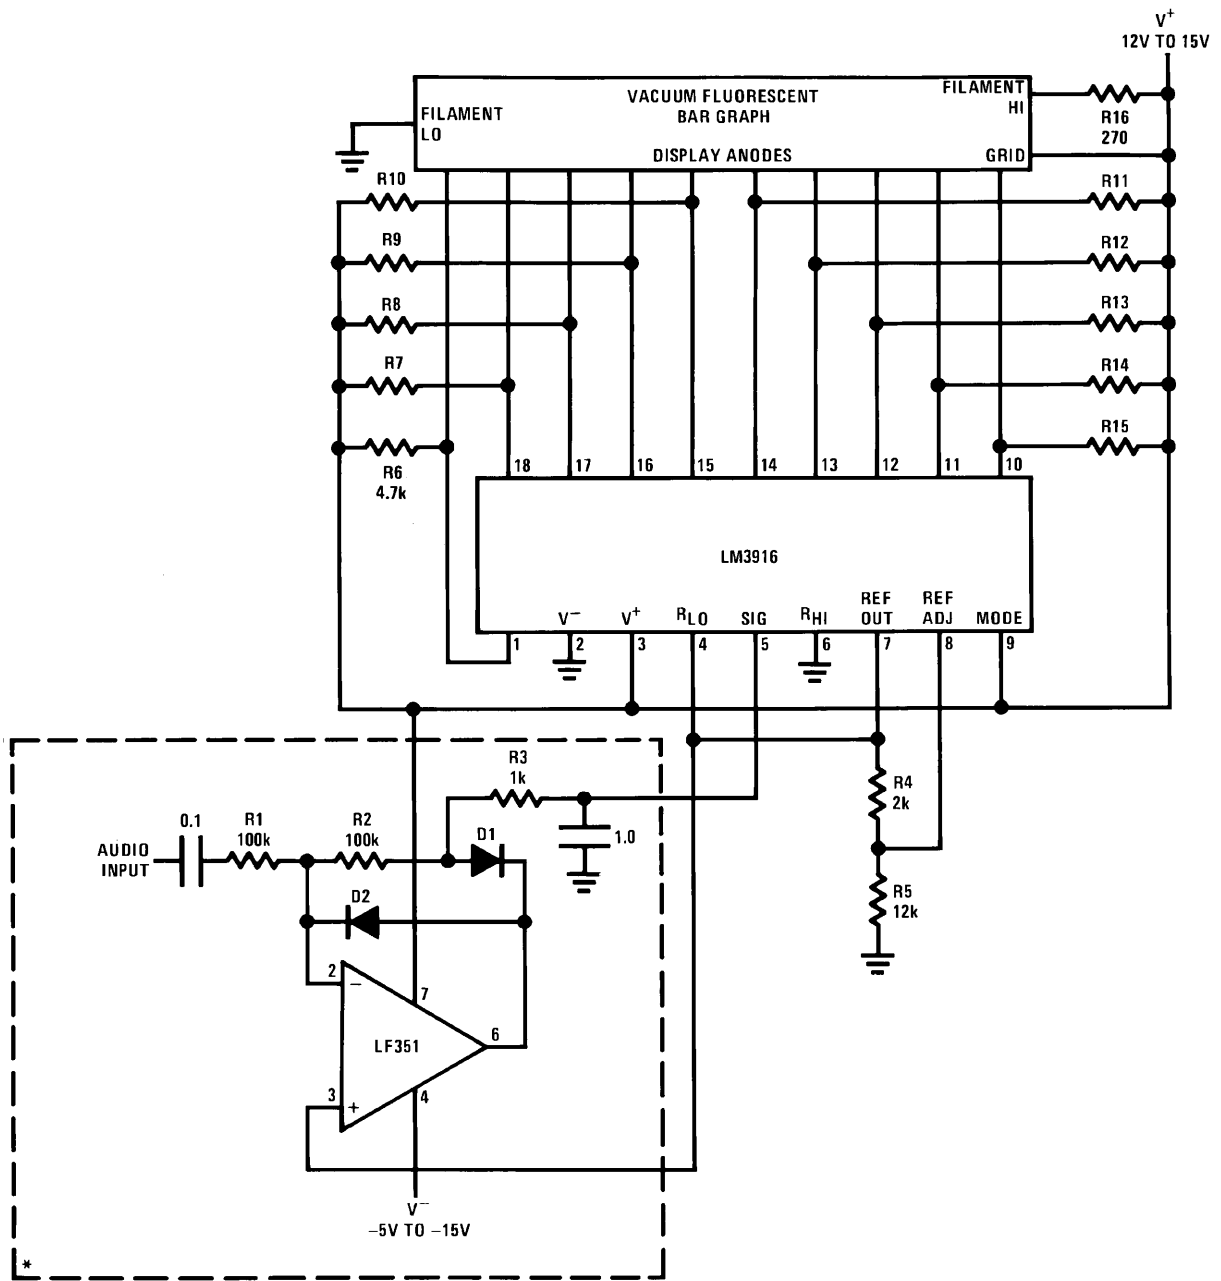 V+
12V TO 15V
VACUUM FLUORESCENT
BAR GRAPH
FILAMENT
HI
FILAMENT
LO
DISPLAY ANODES
GRID
R16
270
R10
R11
R9
R12
R8
R13
R7
R14
R6
4.7k
R15
18
17
16
15
14
13
12
11
10
LM3916
V−
V+
RLO
SIG
RHI
REF
OUT
REF
ADJ
MODE
1
2
3
4
5
6
7
8
9
R3
1k
R4
2k
AUDIO
INPUT
0.1
R1
100k
R2
100k
D1
1.0
D2
R5
12k
2
−
7
LF351
6
3
+
4
V−
−5V TO −15V
*